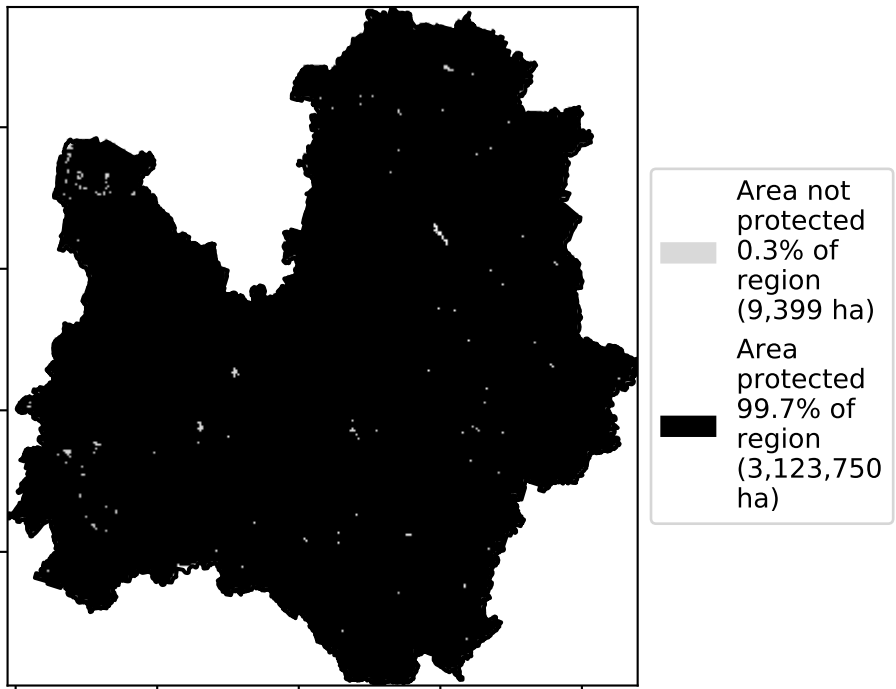 Area not
protected
0.3% of
region
(9,399 ha)
Area
protected
99.7% of
region
(3,123,750
ha)